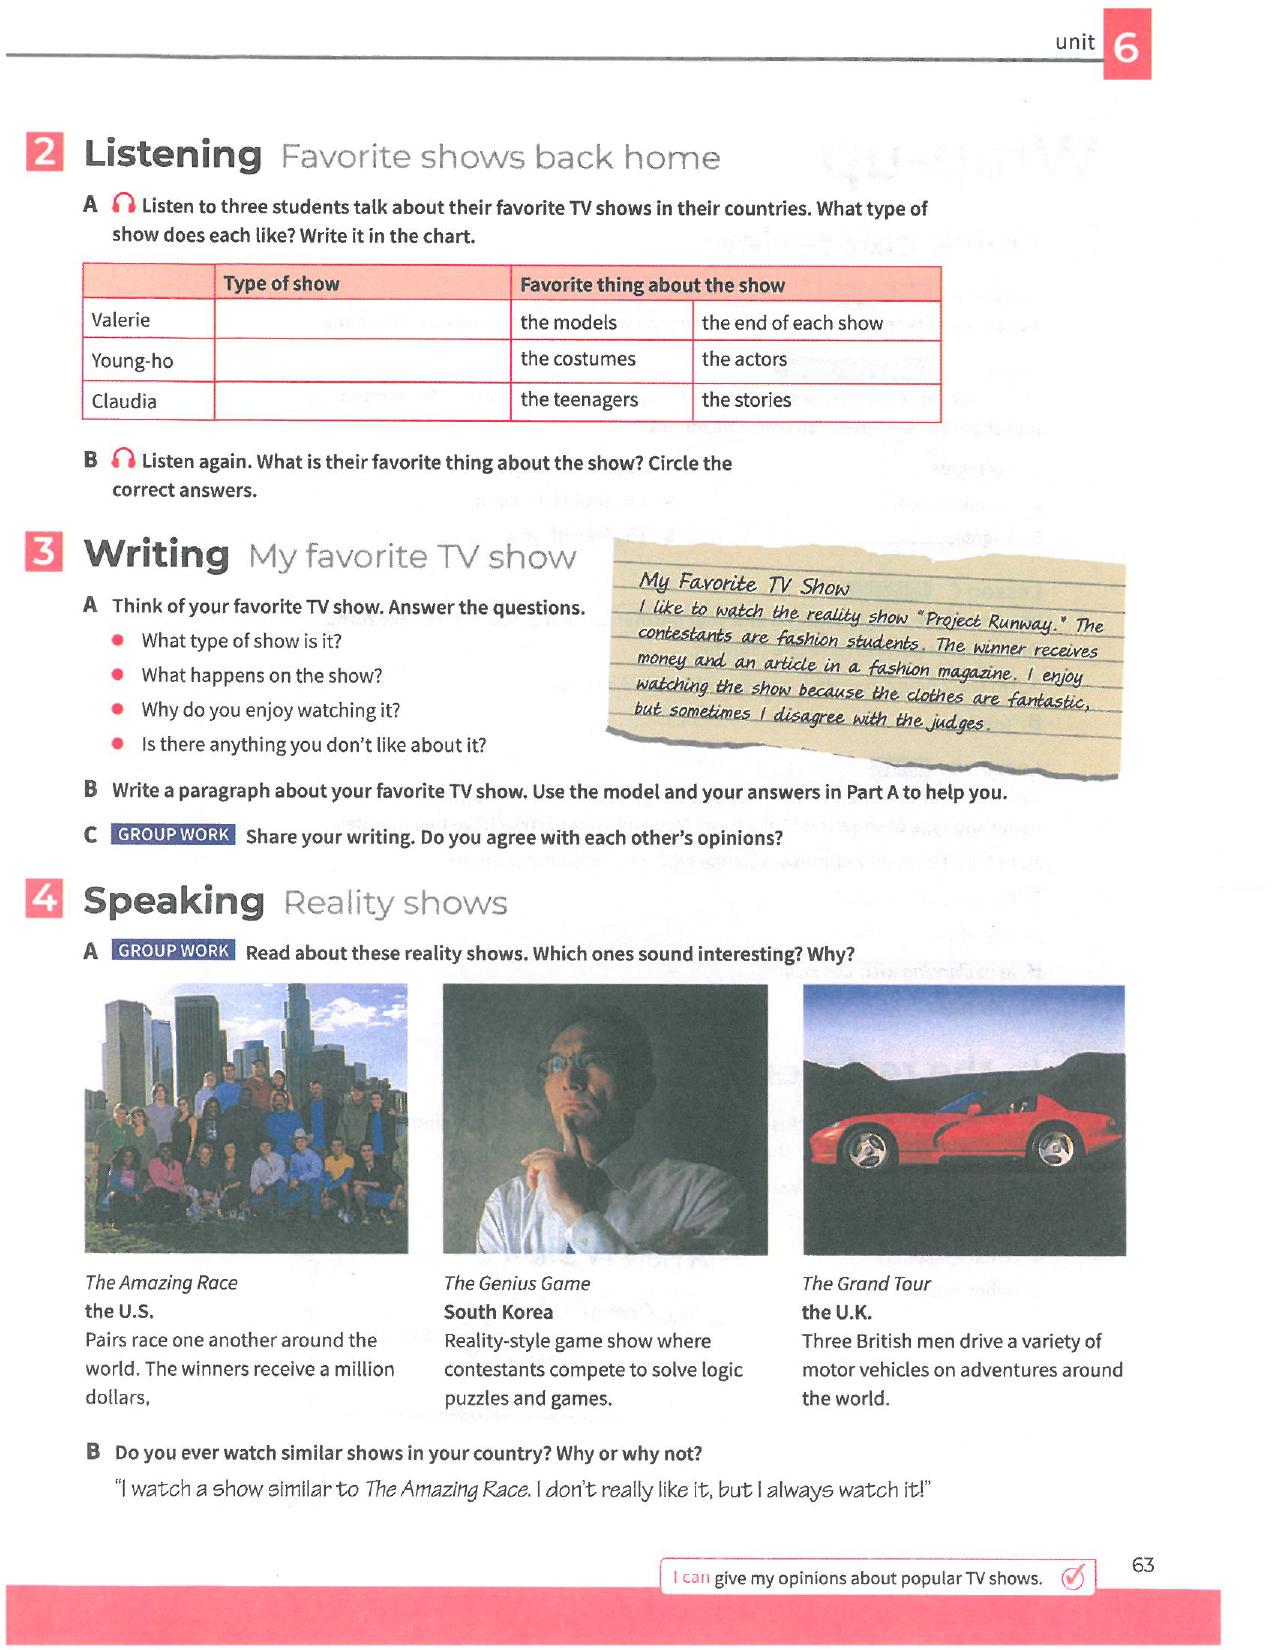 unit 6
2 Listening Favorite shows back home
A Listen to three students talk about their favorite TV shows in their countries. What type of
show does each like? Write it in the chart.
Type of show Favorite thing about the show
Valerie the models the end of each show
Young-ho the costumes the actors
Claudia the teenagers the stories
B Listen again. What is their favorite thing about the show? Circle the
correct answers.
3 Writing My favorite TV show
A Think of your favorite TV show. Answer the questions.
• What type of show is it?
• What happens on the show?
• Why do you enjoy watching it?
• Is there anything you don't like about it?
My Favorite TV Show
I like to watch the reality show "Project Runway." The
contestants are fashion students. The winner receives
money and an article in a fashion magazine. I enjoy
watching the show because the clothes are fantastic,
but sometimes I disagree with the judges.
B Write a paragraph about your favorite TV show. Use the model and your answers in Part A to help you.
C GROUP WORK Share your writing. Do you agree with each other's opinions?
4 Speaking Reality shows
A GROUP WORK Read about these reality shows. Which ones sound interesting? Why?
The Amazing Race
the U.S.
Pairs race one another around the
world. The winners receive a million
dollars.
The Genius Game
South Korea
Reality-style game show where
contestants compete to solve logic
puzzles and games.
The Grand Tour
the U.K.
Three British men drive a variety of
motor vehicles on adventures around
the world.
B Do you ever watch similar shows in your country? Why or why not?
"I watch a show similar to The Amazing Race. I don't really like it, but I always watch it!"
I can give my opinions about popular TV shows.
63